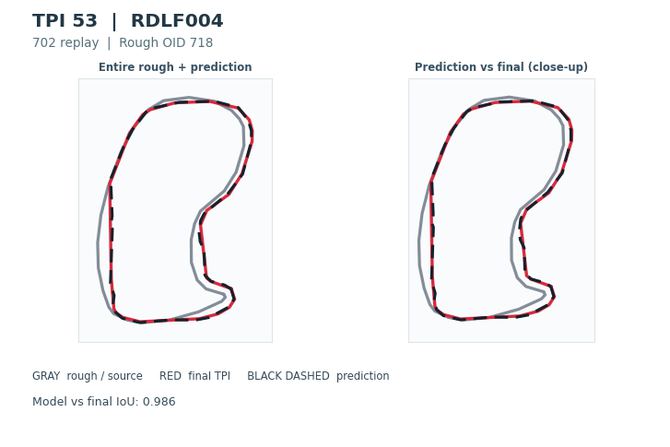 TPI 53 | RDLF004
702 replay | Rough OID 718
Entire rough + prediction
Prediction vs final (close-up)
GRAY rough / source RED final TPI BLACK DASHED prediction
Model vs final IoU: 0.986